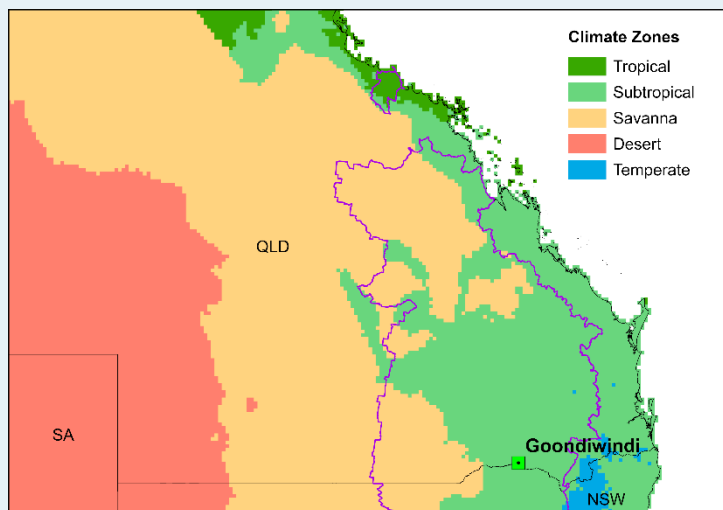 Climate Zones
Tropical
Subtropical
Savanna
Desert
Temperate
QLD
SA
Goondiwindi
NSW